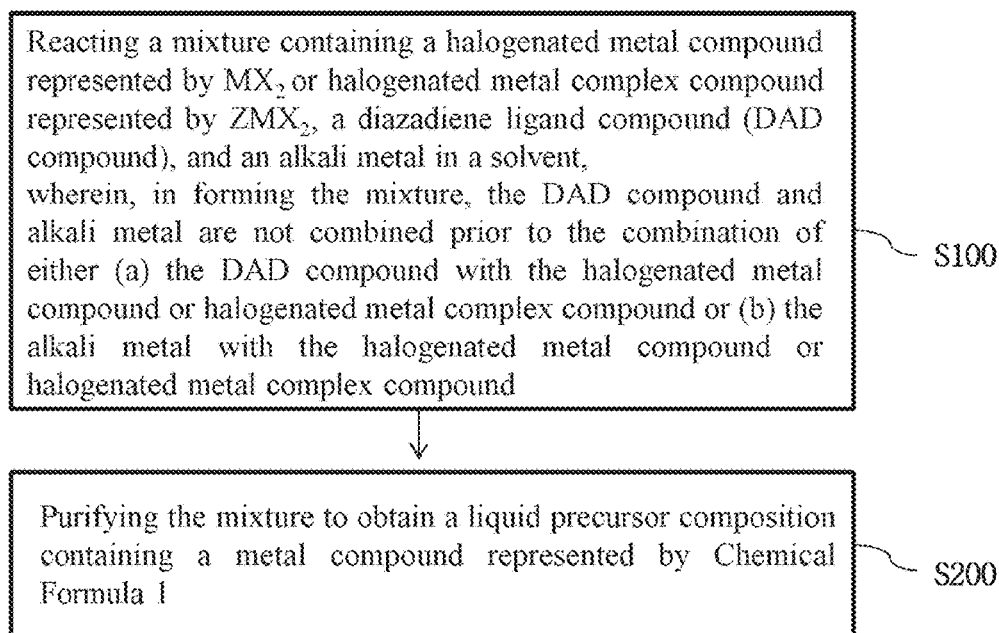 Reacting a mixture containing a halogenated metal compound
represented by MX₂ or halogenated metal complex compound
represented by ZMX₂, a diazadiene ligand compound (DAD
compound), and an alkali metal in a solvent,
wherein, in forming the mixture, the DAD compound and
alkali metal are not combined prior to the combination of
either (a) the DAD compound with the halogenated metal
compound or halogenated metal complex compound or (b) the
alkali metal with the halogenated metal compound or
halogenated metal complex compound
S100
Purifying the mixture to obtain a liquid precursor composition
containing a metal compound represented by Chemical
Formula 1
S200